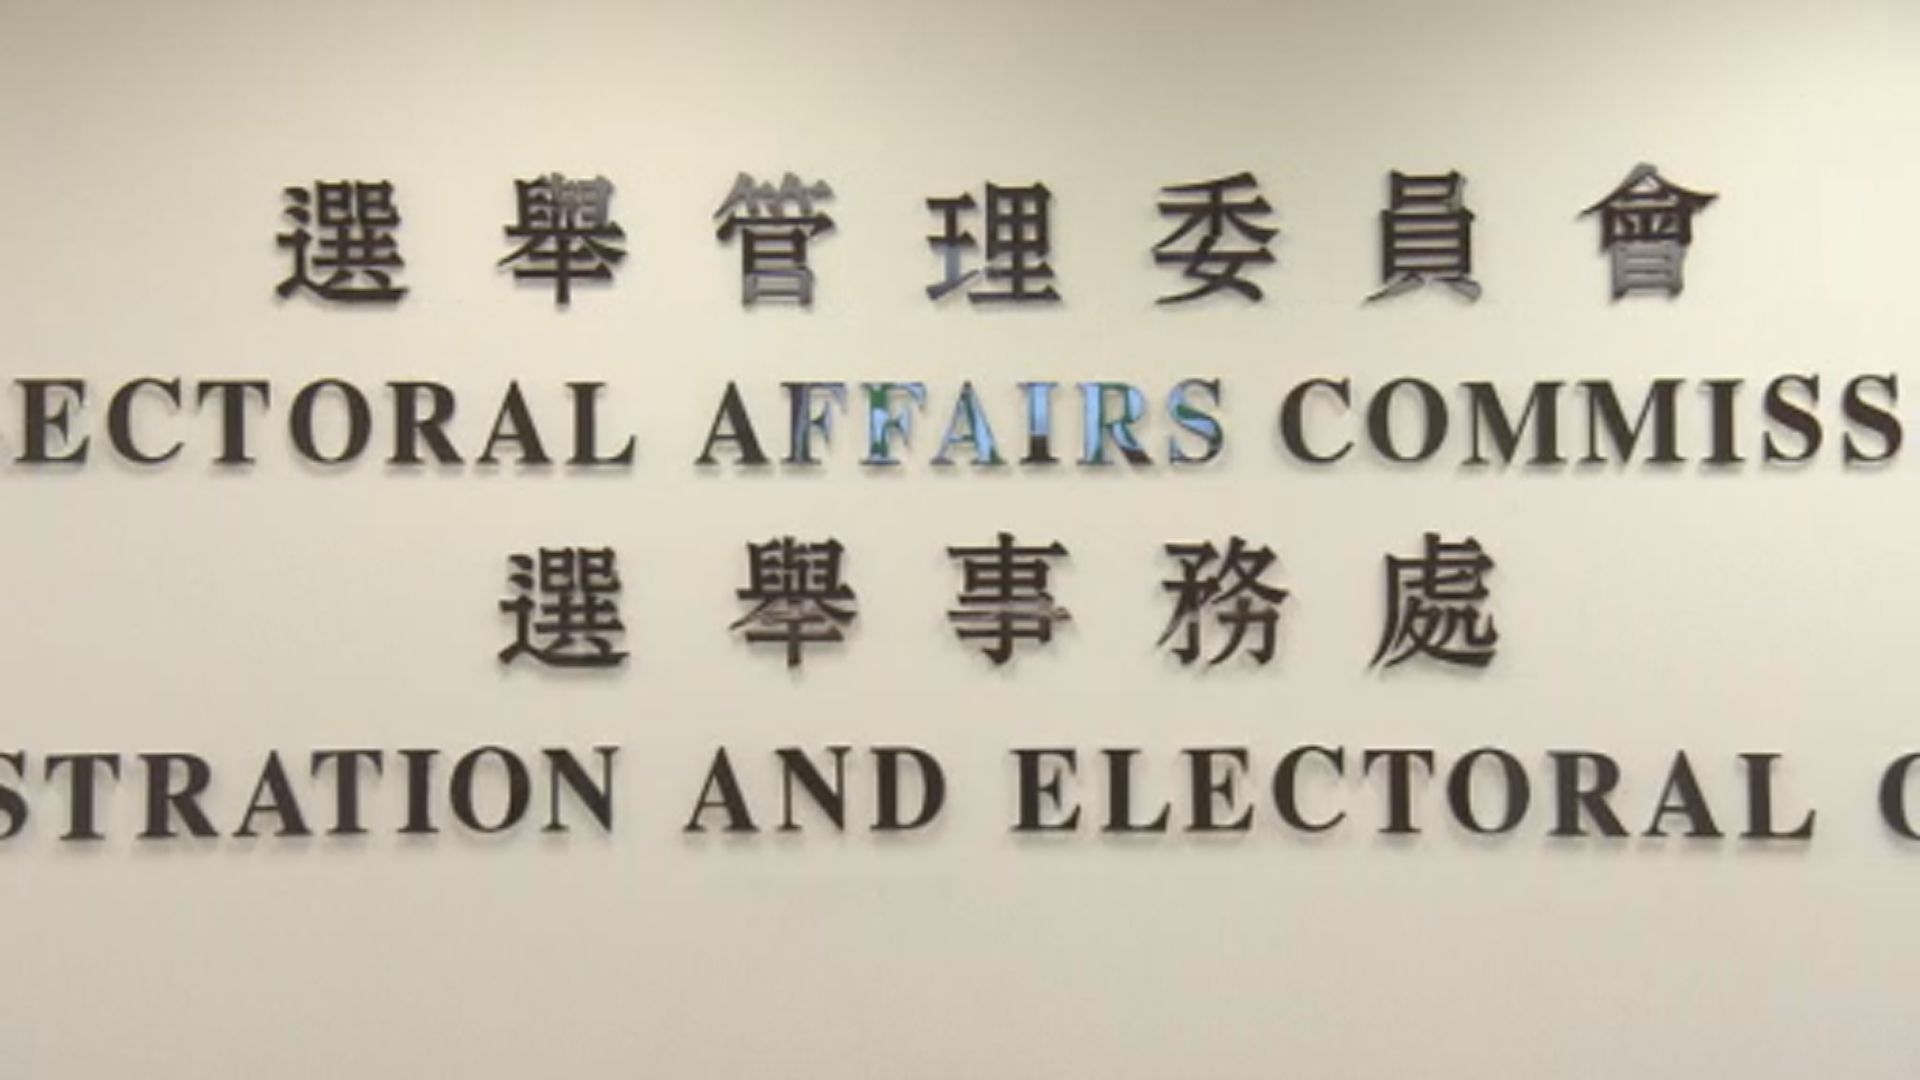 選舉管理委員會
ECTORAL AFFAIRS COMMISS
選舉事務處
STRATION AND ELECTORAL O